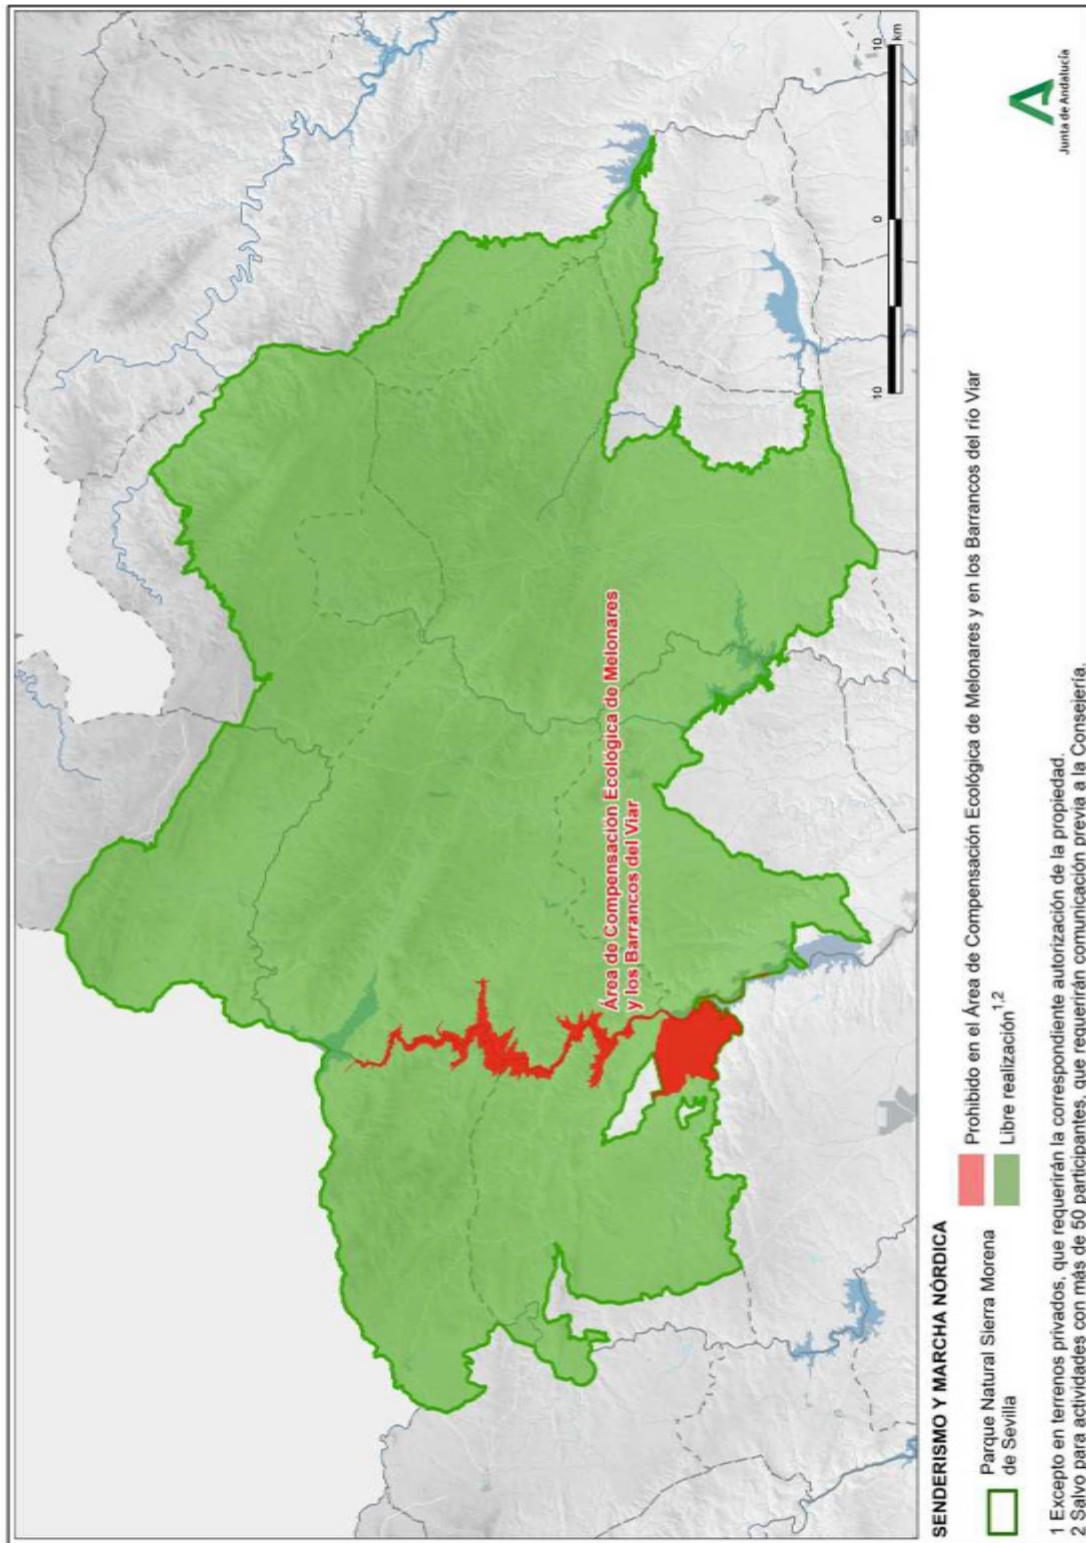 Área de Compensación Ecológica de Melonares
y los Barrancos del Viar
10
0
10
km
SENDERISMO Y MARCHA NÓRDICA
Parque Natural Sierra Morena
de Sevilla
Prohibido en el Área de Compensación Ecológica de Melonares y en los Barrancos del río Viar
Libre realización1,2
1 Excepto en terrenos privados, que requerirán la correspondiente autorización de la propiedad.
2 Salvo para actividades con más de 50 participantes, que requerirán comunicación previa a la Consejería.
Junta de Andalucía